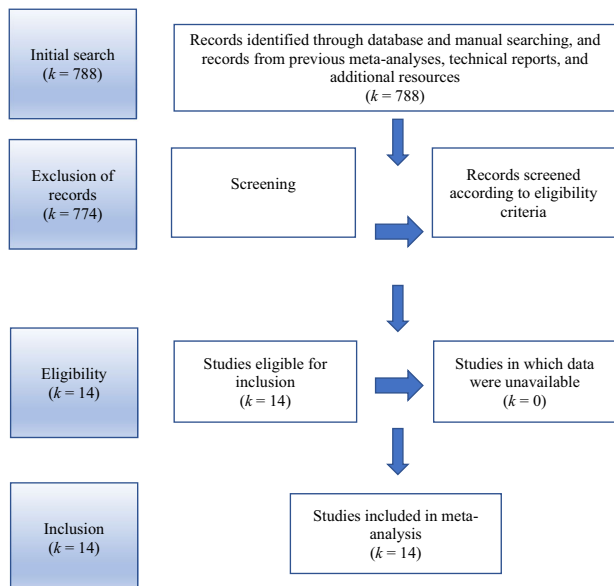 Initial search
(k = 788)
Records identified through database and manual searching, and
records from previous meta-analyses, technical reports, and
additional resources
(k = 788)
Exclusion of
records
(k = 774)
Screening
Records screened
according to eligibility
criteria
Eligibility
(k = 14)
Studies eligible for
inclusion
(k = 14)
Studies in which data
were unavailable
(k = 0)
Inclusion
(k = 14)
Studies included in meta-
analysis
(k = 14)